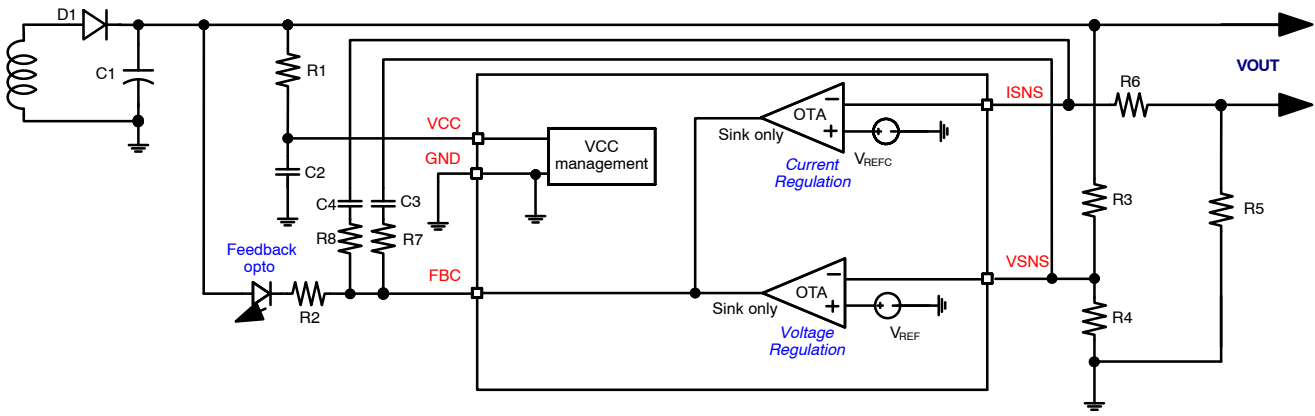 D1
C1
R1
VOUT
ISNS
R6
OTA
Sink only
VCC
VCC
management
VREFC
GND
Current
Regulation
C2
C4
C3
R3
R5
R8
R7
Feedback
opto
FBC
VSNS
OTA
R2
Sink only
VREF
R4
Voltage
Regulation